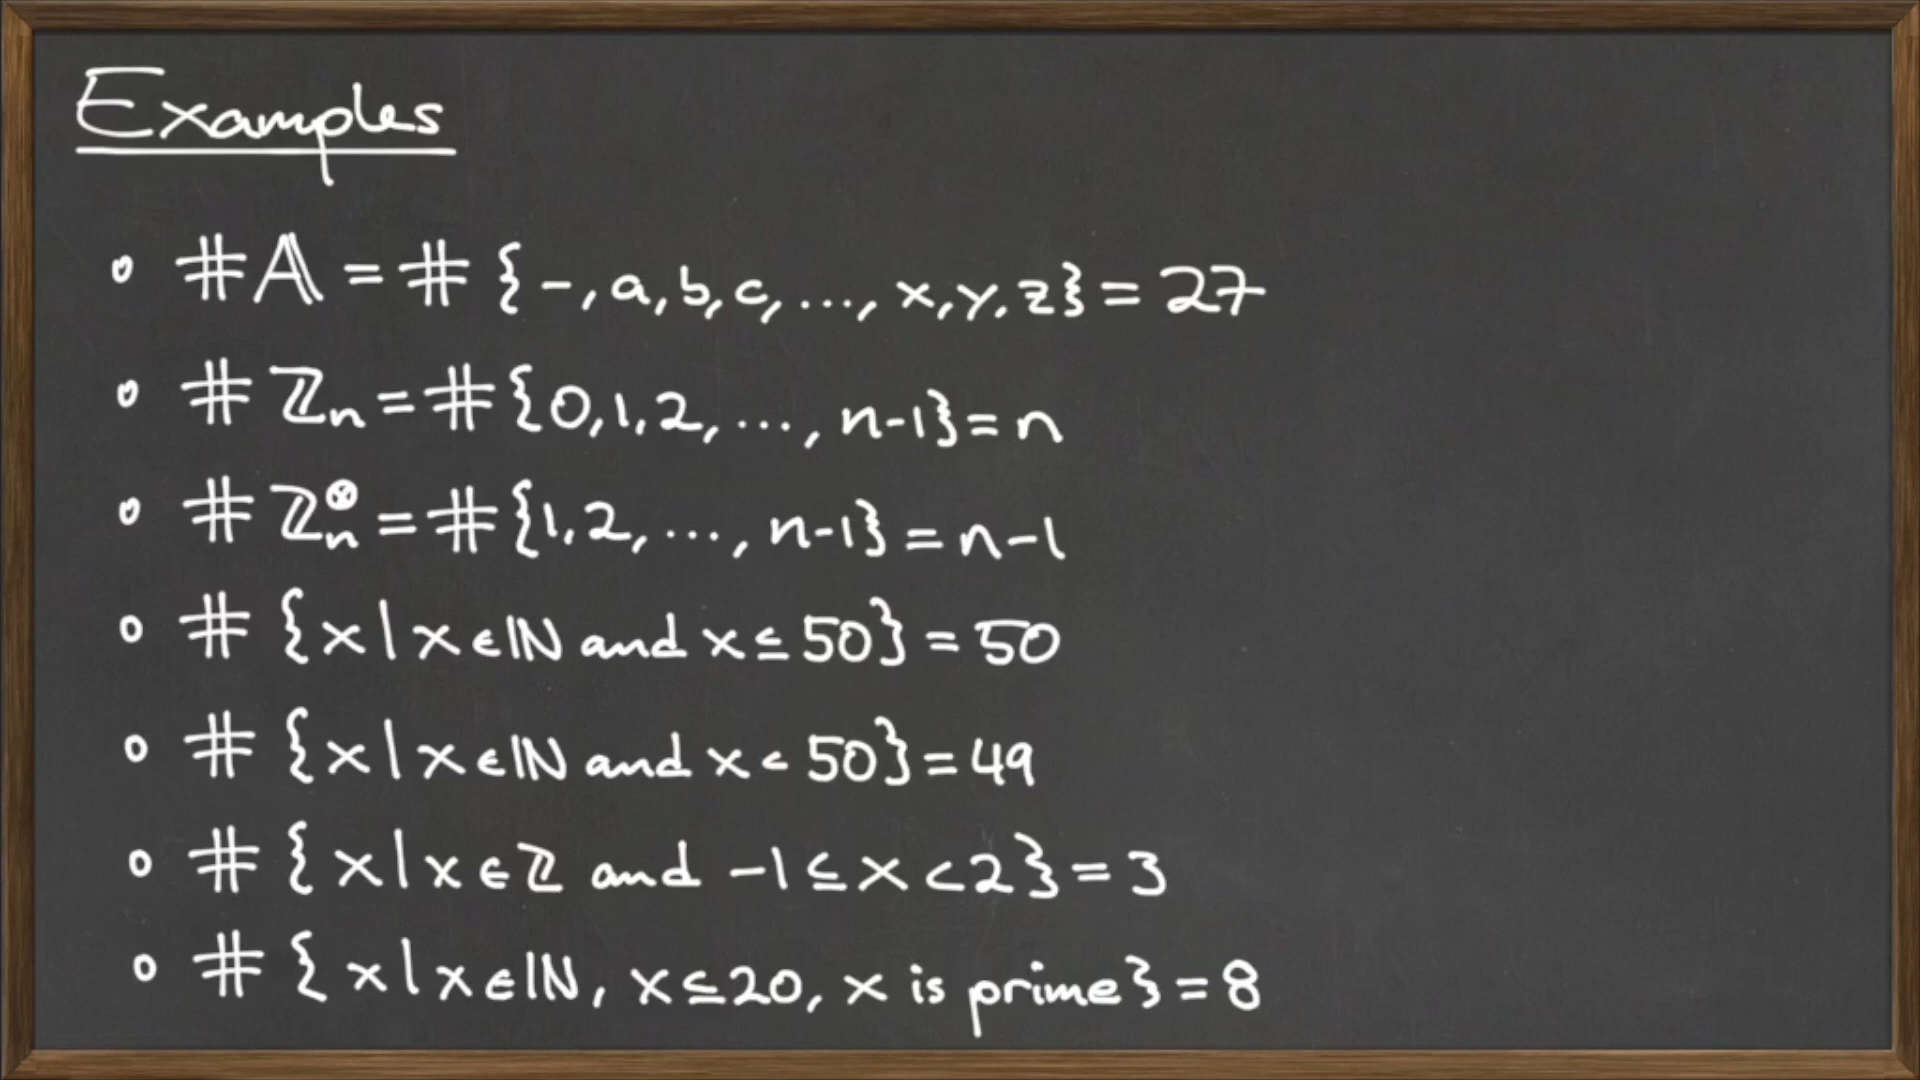 Examples
• #𝔸 = # {-, a, b, c, ..., x, y, z} = 27
• # ℤₙ = # {0, 1, 2, ..., n-1} = n
• # ℤₙ^⊗ = # {1, 2, ..., n-1} = n-1
• # {x | x ∈ ℕ and x ≤ 50} = 50
• # {x | x ∈ ℕ and x < 50} = 49
• # {x | x ∈ ℤ and -1 ≤ x < 2} = 3
• # {x | x ∈ ℕ, x ≤ 20, x is prime} = 8